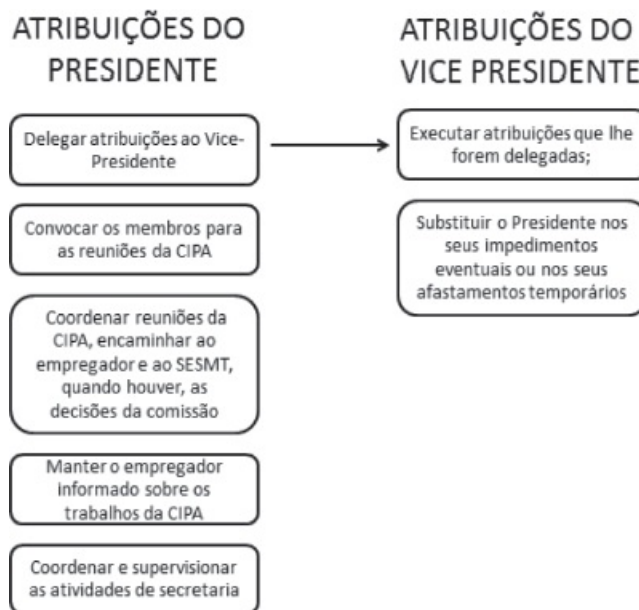 ATRIBUIÇÕES DO
PRESIDENTE
Delegar atribuições ao Vice-
Presidente
Convocar os membros para
as reuniões da CIPA
Coordenar reuniões da
CIPA, encaminhar ao
empregador e ao SESMT,
quando houver, as
decisões da comissão
Manter o empregador
informado sobre os
trabalhos da CIPA
Coordenar e supervisionar
as atividades de secretaria
ATRIBUIÇÕES DO
VICE PRESIDENTE
Executar atribuições que lhe
forem delegadas;
Substituir o Presidente nos
seus impedimentos
eventuais ou nos seus
afastamentos temporários